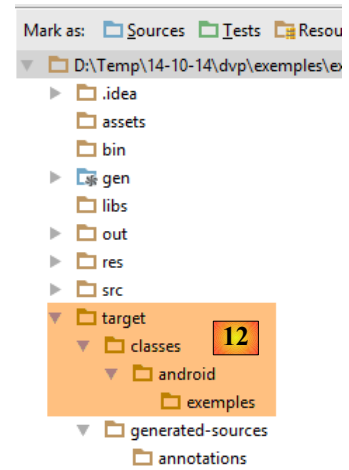 Mark as: Sources Tests Resou
D:\Temp\14-10-14\dvp\examples\ex
.idea
assets
bin
gen
libs
out
res
src
target
classes
12
android
exemples
generated-sources
annotations